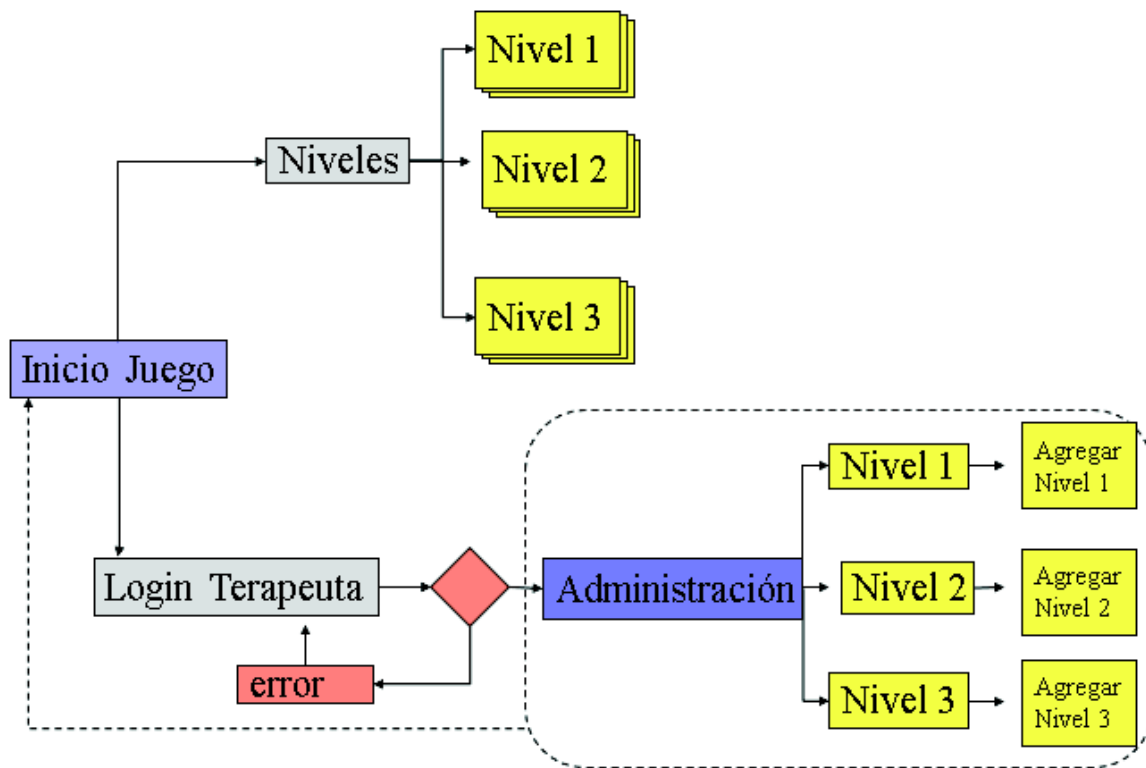 Nivel 1
Niveles
Nivel 2
Nivel 3
Inicio Juego
Login Terapeuta
error
Administración
Nivel 1
Agregar
Nivel 1
Nivel 2
Agregar
Nivel 2
Nivel 3
Agregar
Nivel 3